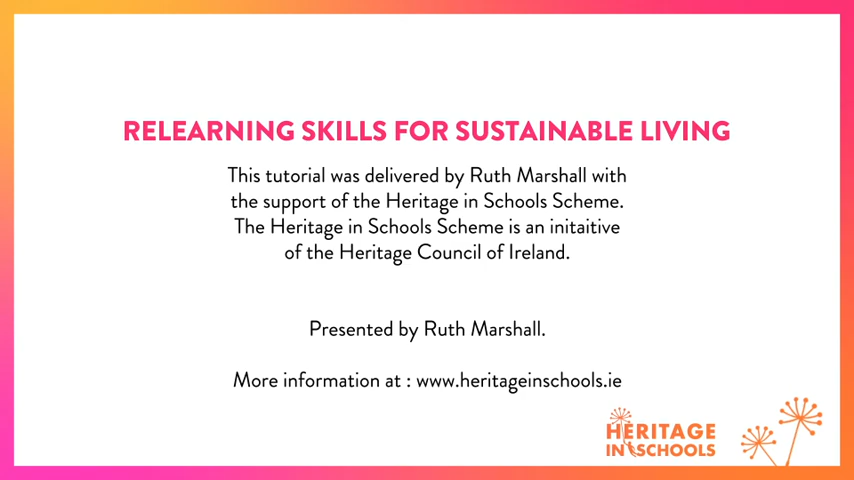 RELEARNING SKILLS FOR SUSTAINABLE LIVING
This tutorial was delivered by Ruth Marshall with
the support of the Heritage in Schools Scheme.
The Heritage in Schools Scheme is an initaitive
of the Heritage Council of Ireland.
Presented by Ruth Marshall.
More information at : www.heritageinschools.ie
HERITAGE
IN SCHOOLS